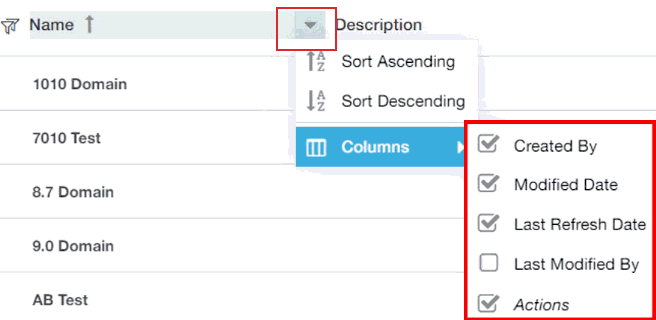 Name
Description
Sort Ascending
Sort Descending
Columns
Created By
Modified Date
Last Refresh Date
Last Modified By
Actions
1010 Domain
7010 Test
8.7 Domain
9.0 Domain
AB Test